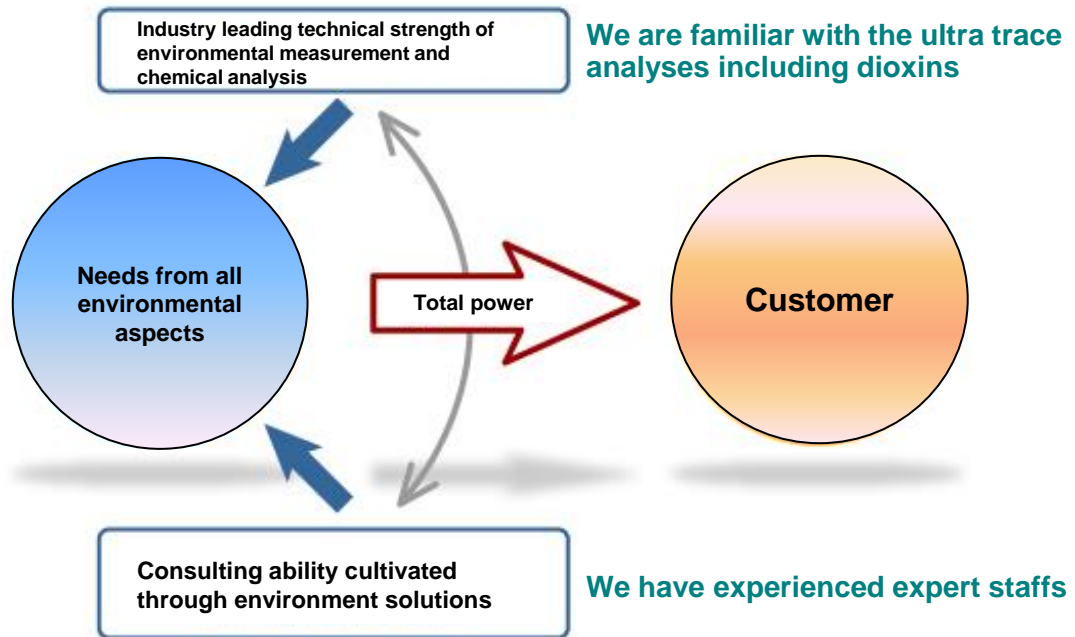 Industry leading technical strength of
environmental measurement and
chemical analysis
We are familiar with the ultra trace
analyses including dioxins
Needs from all
environmental
aspects
Total power
Customer
Consulting ability cultivated
through environment solutions
We have experienced expert staffs